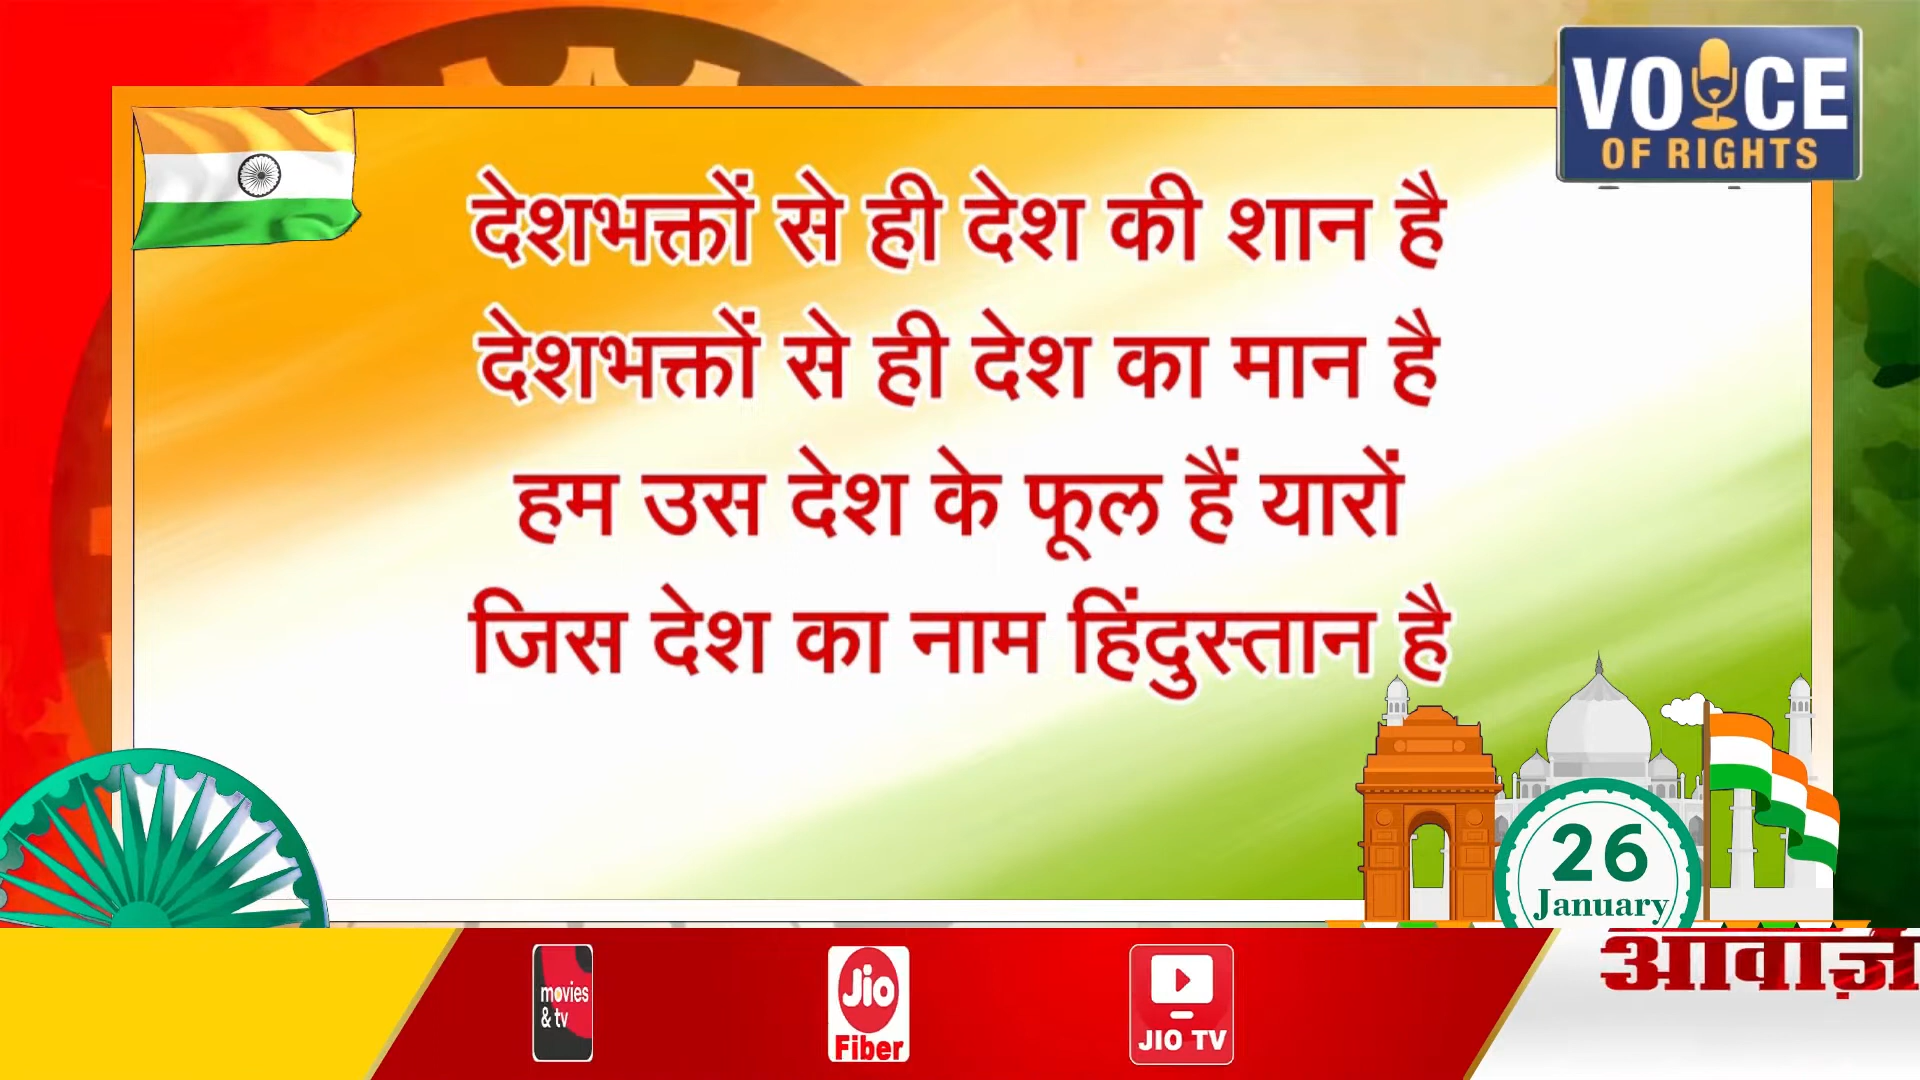 VOICE
OF RIGHTS
देशभक्तों से ही देश की शान है
देशभक्तों से ही देश का मान है
हम उस देश के फूल हैं यारों
जिस देश का नाम हिंदुस्तान है
26
January
movies
& tv
Jio
Fiber
JIO TV
आवाज़